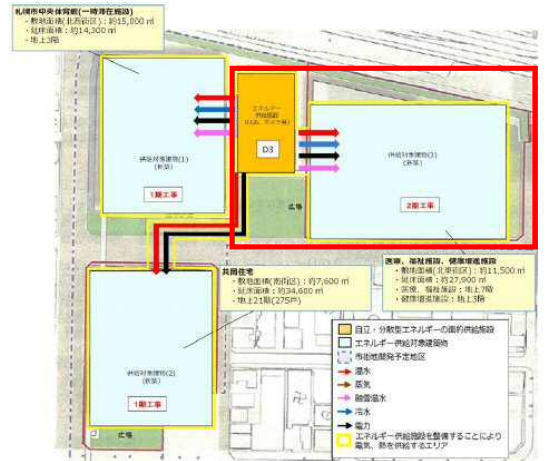 札幌市中央体育館(一時滞在施設)
・敷地面積(北西街区)：約15,000 ㎡
・延床面積：約14,300 ㎡
・地上3階
エネルギー
供給施設
D3
供給対象建物(1)
(新築)
1期工事
供給対象建物(3)
(新築)
2期工事
広場
共同住宅
・敷地面積(南街区)：約7,600 ㎡
・延床面積：約34,600 ㎡
・地上21階(275戸)
医療、福祉施設、健康増進施設
・敷地面積(北東街区)：約11,500 ㎡
・延床面積：約27,900 ㎡
・医療、福祉施設：地上7階
・健康増進施設：地上3階
供給対象建物(2)
(新築)
1期工事
広場
自立・分散型エネルギーの面的供給施設
エネルギー供給対象建築物
市街地開発予定地区
温水
蒸気
融雪温水
冷水
電力
エネルギー供給施設を整備することにより
電気、熱を供給するエリア